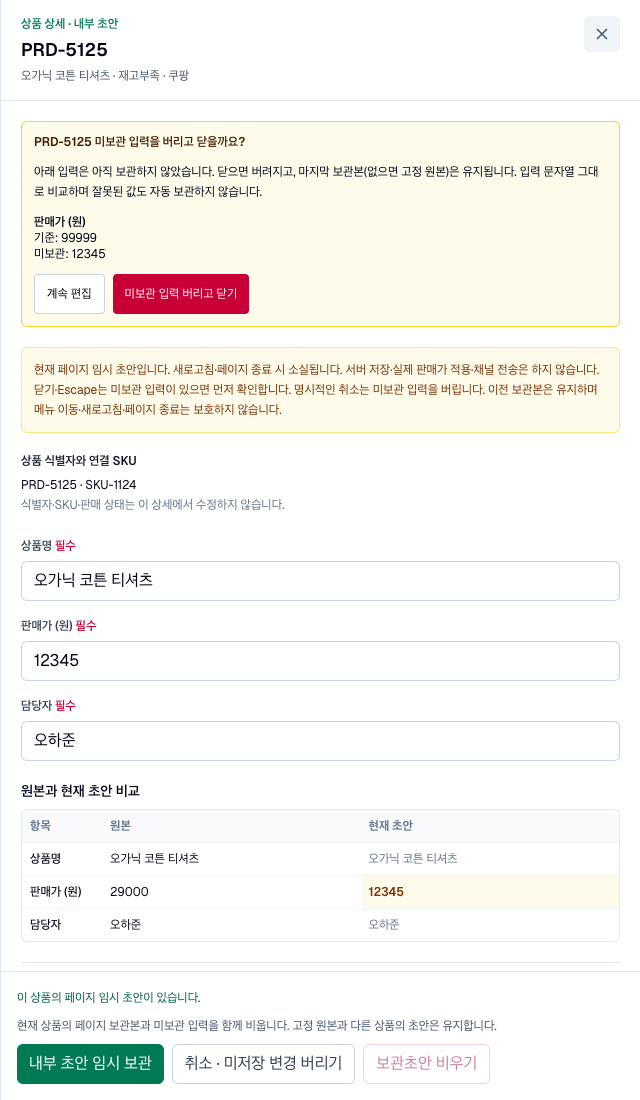 상품 상세 · 내부 초안
PRD-5125
오가닉 코튼 티셔츠 · 재고부족 · 쿠팡
PRD-5125 미보관 입력을 버리고 닫을까요?
아래 입력은 아직 보관하지 않았습니다. 닫으면 버려지고, 마지막 보관본(없으면 고정 원본)은 유지됩니다. 입력 문자열 그대
로 비교하며 잘못된 값도 자동 보관하지 않습니다.
판매가 (원)
기준: 99999
미보관: 12345
계속 편집
미보관 입력 버리고 닫기
현재 페이지 임시 초안입니다. 새로고침·페이지 종료 시 소실됩니다. 서버 저장·실제 판매가 적용·채널 전송은 하지 않습니다.
닫기·Escape는 미보관 입력이 있으면 먼저 확인합니다. 명시적인 취소는 미보관 입력을 버립니다. 이전 보관본은 유지하며
메뉴 이동·새로고침·페이지 종료는 보호하지 않습니다.
상품 식별자와 연결 SKU
PRD-5125 · SKU-1124
식별자·SKU·판매 상태는 이 상세에서 수정하지 않습니다.
상품명 필수
오가닉 코튼 티셔츠
판매가 (원) 필수
12345
담당자 필수
오하준
원본과 현재 초안 비교
항목 원본 현재 초안
상품명 오가닉 코튼 티셔츠 오가닉 코튼 티셔츠
판매가 (원) 29000 12345
담당자 오하준 오하준
이 상품의 페이지 임시 초안이 있습니다.
현재 상품의 페이지 보관본과 미보관 입력을 함께 비웁니다. 고정 원본과 다른 상품의 초안은 유지합니다.
내부 초안 임시 보관
취소 · 미저장 변경 버리기
보관초안 비우기